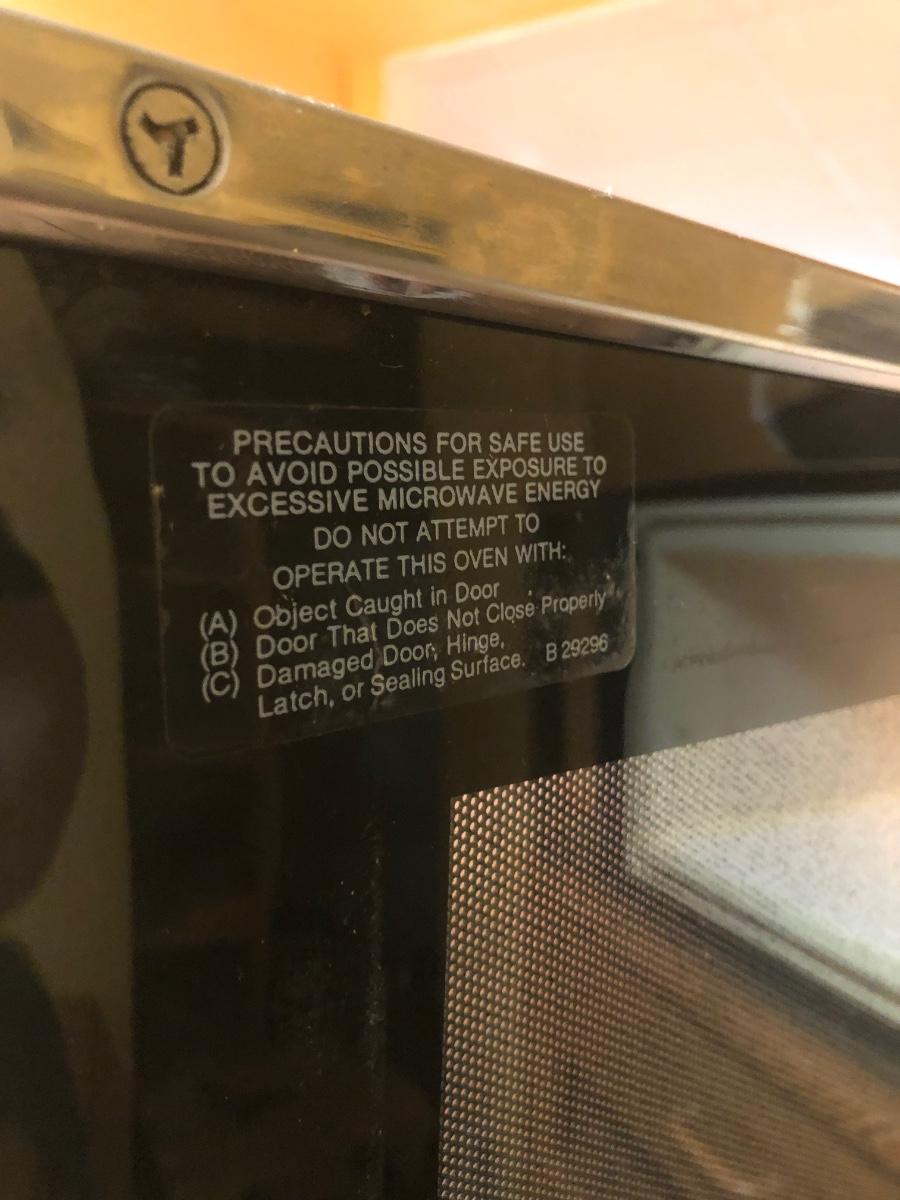 PRECAUTIONS FOR SAFE USE
TO AVOID POSSIBLE EXPOSURE TO
EXCESSIVE MICROWAVE ENERGY
DO NOT ATTEMPT TO
OPERATE THIS OVEN WITH:
(A) Object Caught in Door
(B) Door That Does Not Close Properly
(C) Damaged Door, Hinge,
Latch, or Sealing Surface. B 29296